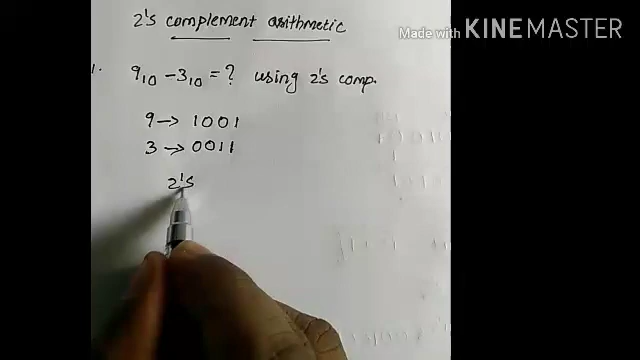 2's complement arithmetic
Made with KINEMASTER
1. 9₁₀ - 3₁₀ = ? using 2's comp.
9 → 1001
3 → 0011
2's